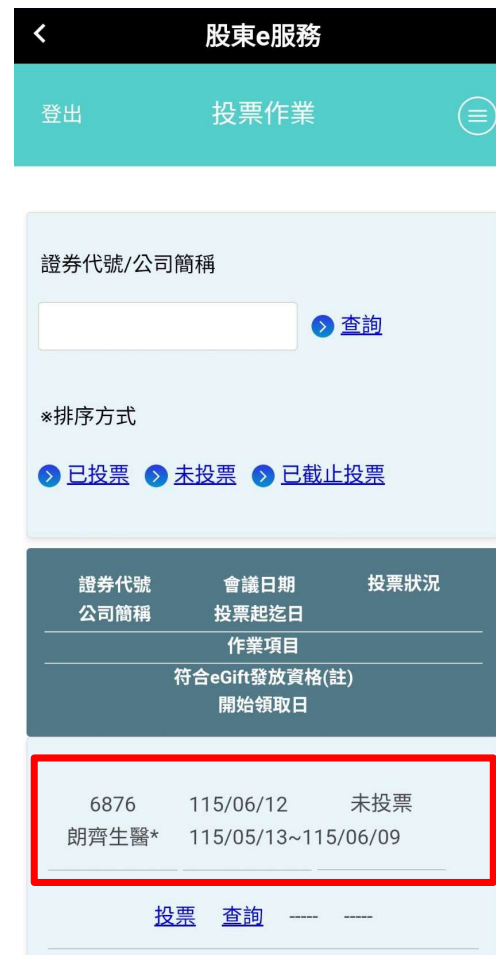 股東e服務
登出 投票作業
證券代號/公司簡稱
查詢
※排序方式
已投票 未投票 已截止投票
證券代號 會議日期 投票狀況
公司簡稱 投票起迄日
作業項目
符合eGift發放資格(註)
開始領取日
6876 115/06/12 未投票
朗齊生醫* 115/05/13~115/06/09
投票 查詢 ----- -----